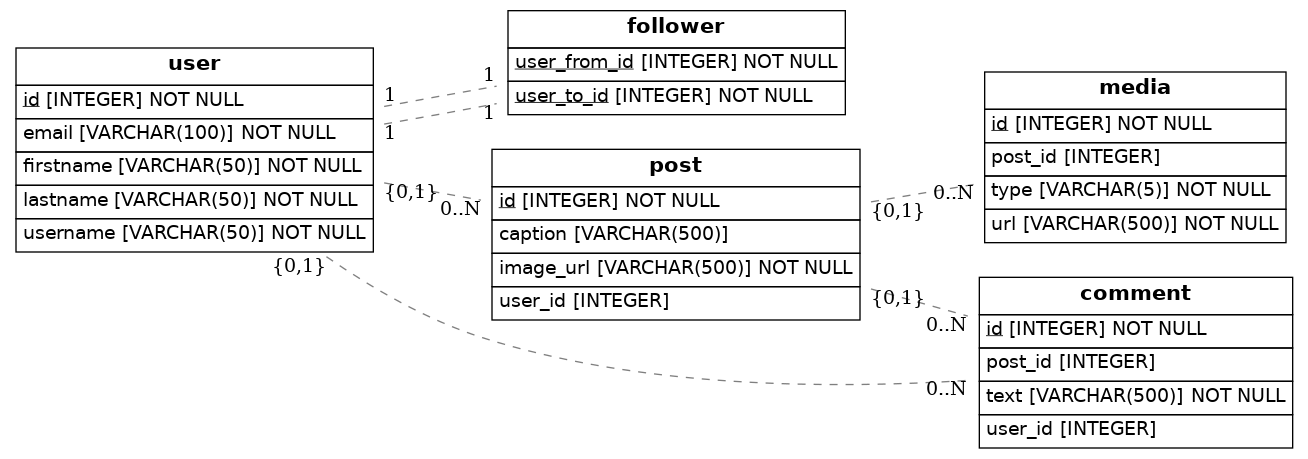 user
id [INTEGER] NOT NULL
email [VARCHAR(100)] NOT NULL
firstname [VARCHAR(50)] NOT NULL
lastname [VARCHAR(50)] NOT NULL
username [VARCHAR(50)] NOT NULL
follower
user_from_id [INTEGER] NOT NULL
user_to_id [INTEGER] NOT NULL
1
1
1
1
post
id [INTEGER] NOT NULL
caption [VARCHAR(500)]
image_url [VARCHAR(500)] NOT NULL
user_id [INTEGER]
{0,1}
0..N
media
id [INTEGER] NOT NULL
post_id [INTEGER]
type [VARCHAR(5)] NOT NULL
url [VARCHAR(500)] NOT NULL
{0,1}
0..N
comment
id [INTEGER] NOT NULL
post_id [INTEGER]
text [VARCHAR(500)] NOT NULL
user_id [INTEGER]
{0,1}
0..N
{0,1}
0..N